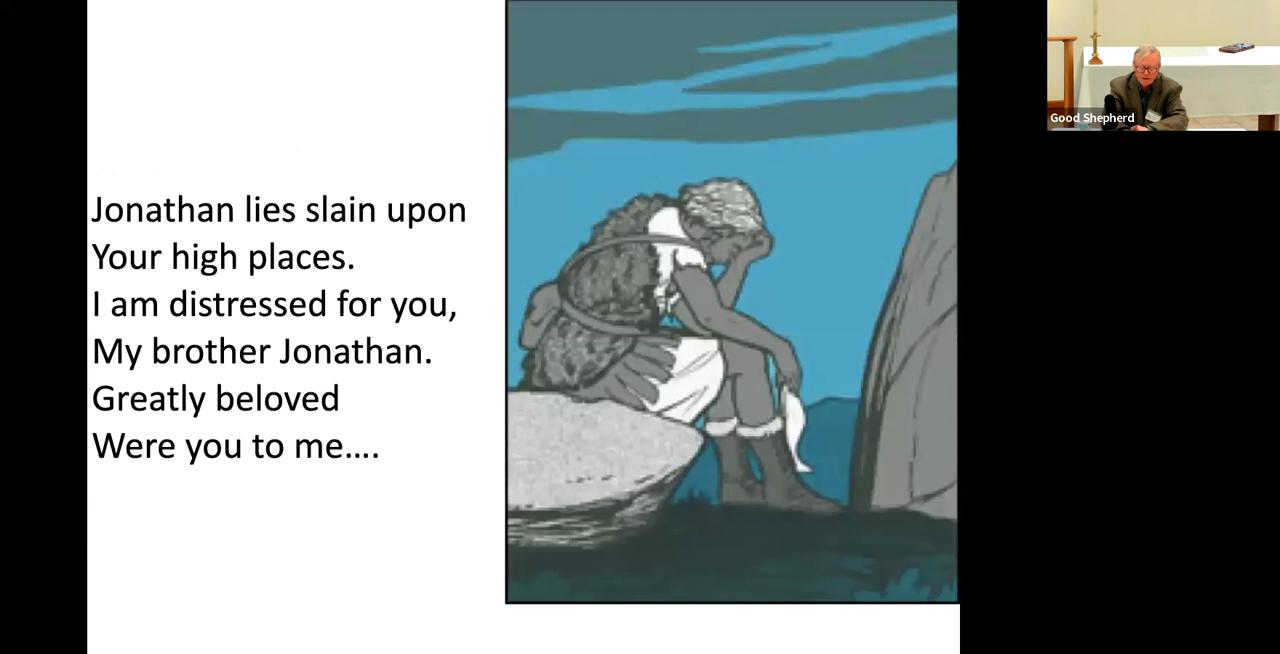 Jonathan lies slain upon
Your high places.
I am distressed for you,
My brother Jonathan.
Greatly beloved
Were you to me....
Good Shepherd